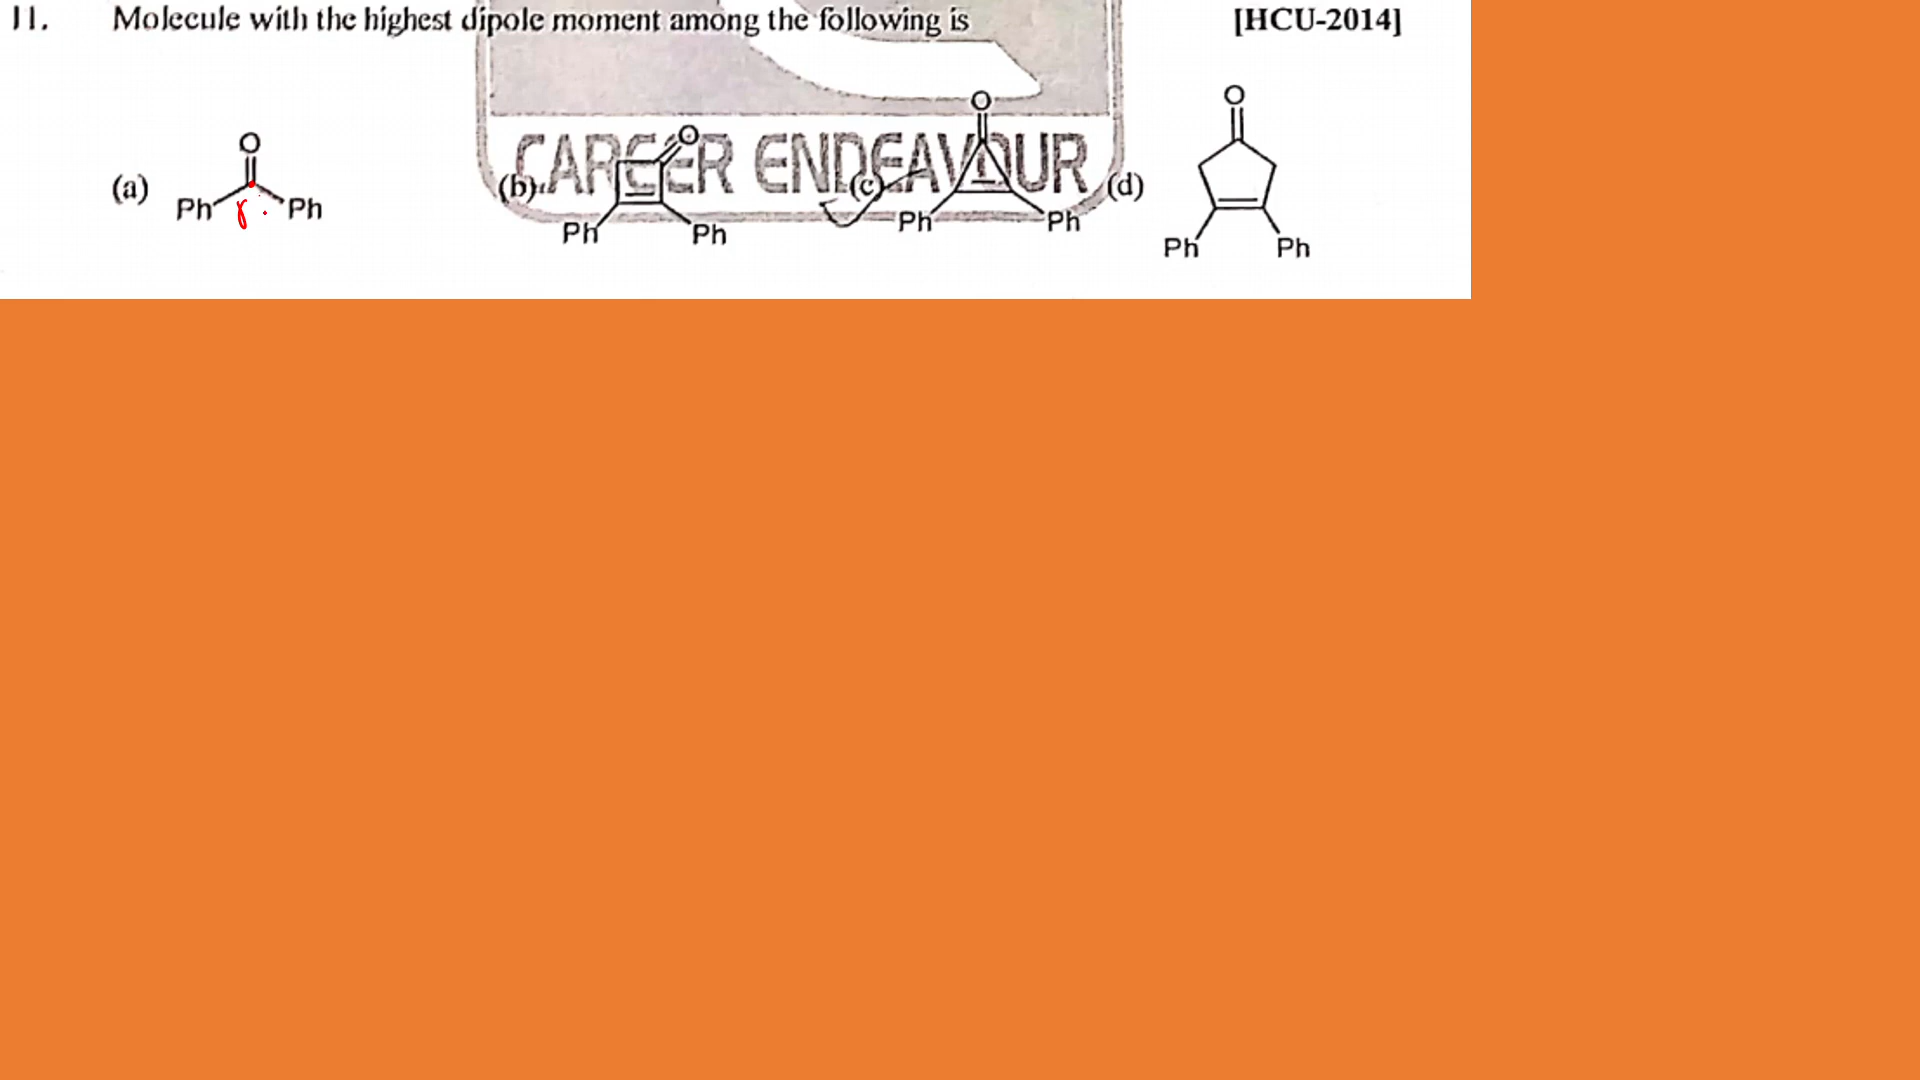 11. Molecule with the highest dipole moment among the following is [HCU-2014]
CAREER ENDEAVOUR
(a) O Ph Ph
(b) O Ph Ph
(c) O Ph Ph
(d) O Ph Ph